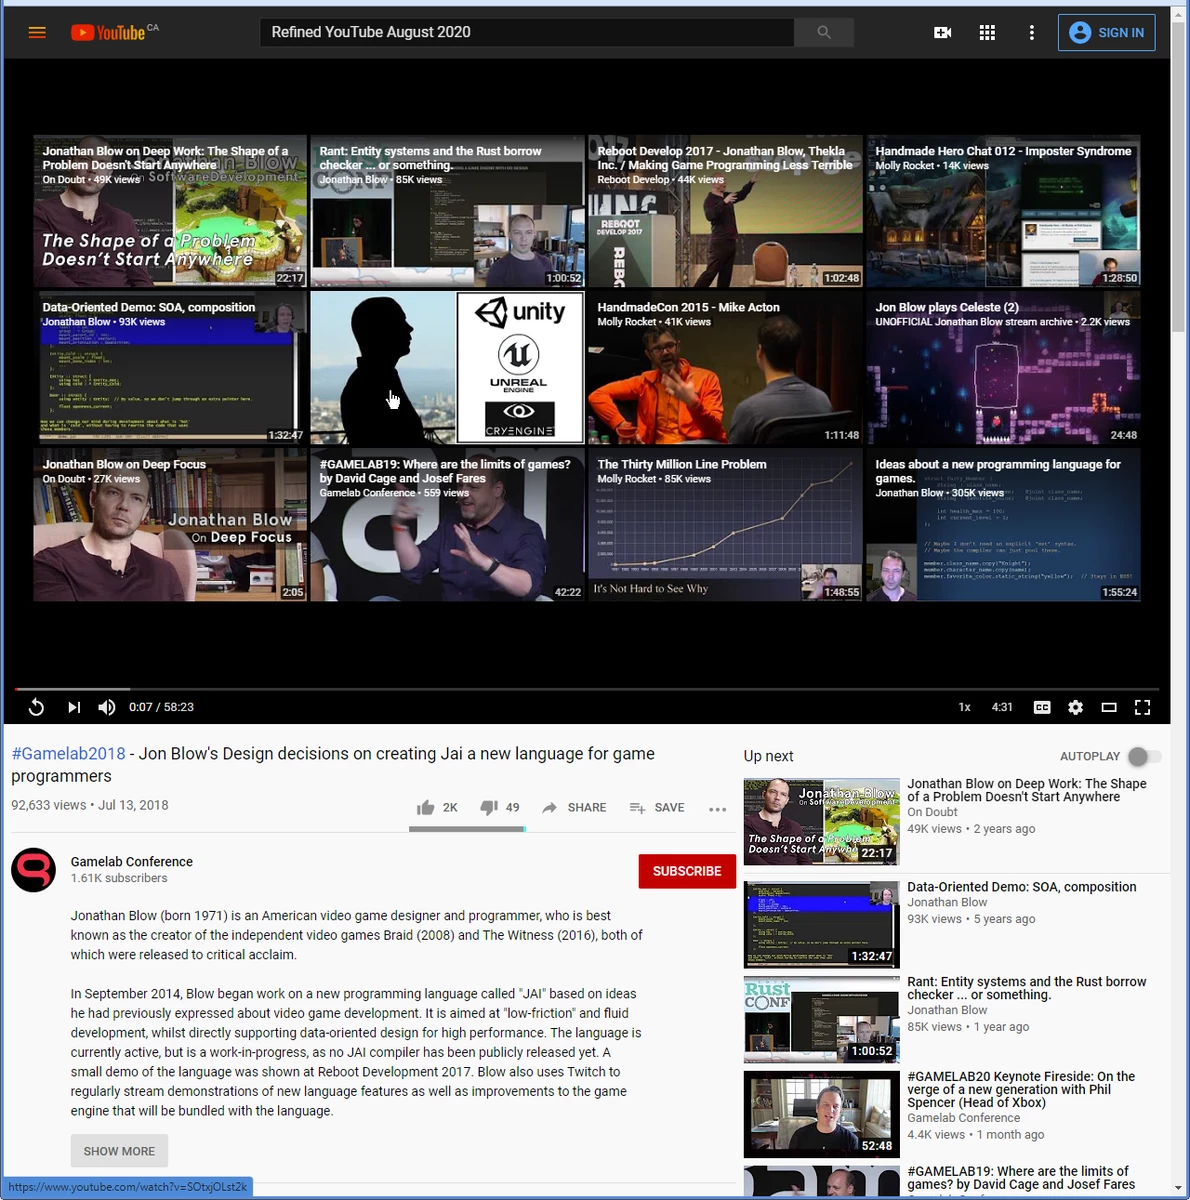 YouTube CA
Refined YouTube August 2020
SIGN IN
Jonathan Blow on Deep Work: The Shape of a
Problem Doesn't Start Anywhere
On Doubt • 49K views
on SoftwareDevelopment
The Shape of a Problem
Doesn't Start Anywhere
22:17
Rant: Entity systems and the Rust borrow
checker ... or something.
Jonathan Blow • 85K views
1:00:52
Reboot Develop 2017 - Jonathan Blow, Thekla
Inc. / Making Game Programming Less Terrible
Reboot Develop • 44K views
REBOOT
DEVELOP 2017
1:02:48
Handmade Hero Chat 012 - Imposter Syndrome
Molly Rocket • 14K views
1:28:50
Data-Oriented Demo: SOA, composition
Jonathan Blow • 93K views
1:32:47
unity
UNREAL
ENGINE
CRYENGINE
HandmadeCon 2015 - Mike Acton
Molly Rocket • 41K views
1:11:48
Jon Blow plays Celeste (2)
UNOFFICIAL Jonathan Blow stream archive • 2.2K views
24:48
Jonathan Blow on Deep Focus
On Doubt • 27K views
Jonathan Blow
On Deep Focus
2:05
#GAMELAB19: Where are the limits of games?
by David Cage and Josef Fares
Gamelab Conference • 559 views
42:22
The Thirty Million Line Problem
Molly Rocket • 85K views
It's Not Hard to See Why
1:48:55
Ideas about a new programming language for
games.
Jonathan Blow • 305K views
1:55:24
0:07 / 58:23
1x
4:31
CC
#Gamelab2018 - Jon Blow's Design decisions on creating Jai a new language for game
programmers
92,633 views • Jul 13, 2018
2K
49
SHARE
SAVE
Gamelab Conference
1.61K subscribers
SUBSCRIBE
Jonathan Blow (born 1971) is an American video game designer and programmer, who is best
known as the creator of the independent video games Braid (2008) and The Witness (2016), both of
which were released to critical acclaim.
In September 2014, Blow began work on a new programming language called "JAI" based on ideas
he had previously expressed about video game development. It is aimed at "low-friction" and fluid
development, whilst directly supporting data-oriented design for high performance. The language is
currently active, but is a work-in-progress, as no JAI compiler has been publicly released yet. A
small demo of the language was shown at Reboot Development 2017. Blow also uses Twitch to
regularly stream demonstrations of new language features as well as improvements to the game
engine that will be bundled with the language.
SHOW MORE
Up next
AUTOPLAY
Jonathan Blow
on SoftwareDevelopment
The Shape of a Problem
Doesn't Start Anywhere
22:17
Jonathan Blow on Deep Work: The Shape
of a Problem Doesn't Start Anywhere
On Doubt
49K views • 2 years ago
1:32:47
Data-Oriented Demo: SOA, composition
Jonathan Blow
93K views • 5 years ago
Rust
CONF
1:00:52
Rant: Entity systems and the Rust borrow
checker ... or something.
Jonathan Blow
85K views • 1 year ago
52:48
#GAMELAB20 Keynote Fireside: On the
verge of a new generation with Phil
Spencer (Head of Xbox)
Gamelab Conference
4.4K views • 1 month ago
#GAMELAB19: Where are the limits of
games? by David Cage and Josef Fares
https://www.youtube.com/watch?v=SOtxjOLst2k